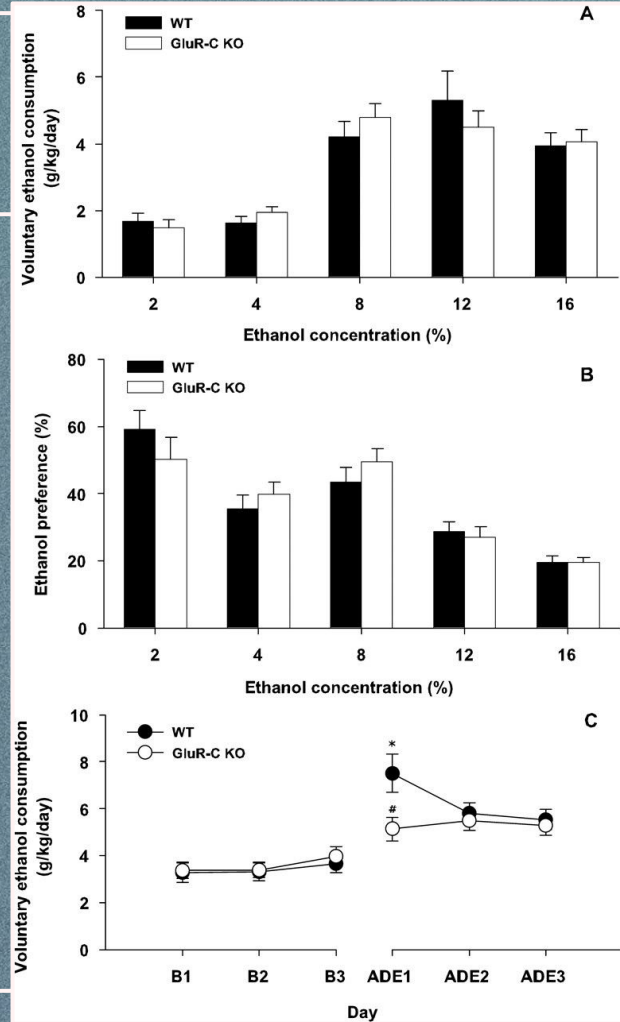 A
WT
GluR-C KO
Voluntary ethanol consumption
(g/kg/day)
8
6
4
2
0
2 4 8 12 16
Ethanol concentration (%)
B
WT
GluR-C KO
Ethanol preference (%)
80
60
40
20
0
2 4 8 12 16
Ethanol concentration (%)
C
WT
GluR-C KO
Voluntary ethanol consumption
(g/kg/day)
10
8
6
4
2
0
*
#
B1 B2 B3 ADE1 ADE2 ADE3
Day